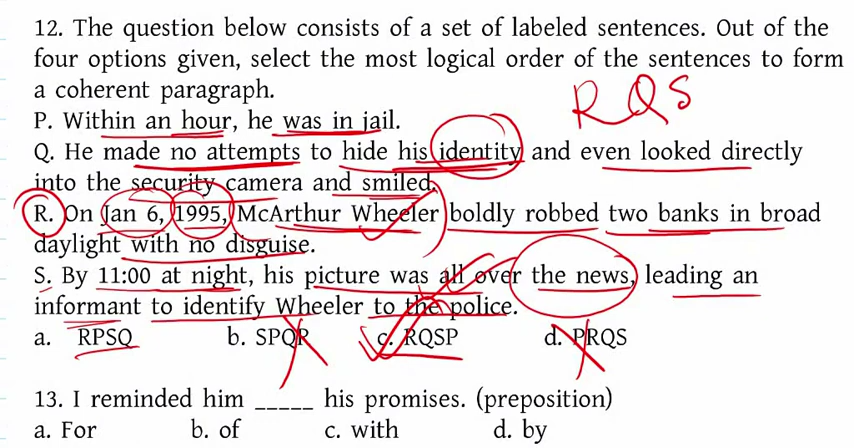 12. The question below consists of a set of labeled sentences. Out of the
four options given, select the most logical order of the sentences to form
a coherent paragraph.
RQS
P. Within an hour, he was in jail.
Q. He made no attempts to hide his identity and even looked directly
into the security camera and smiled.
R. On Jan 6, 1995, McArthur Wheeler boldly robbed two banks in broad
daylight with no disguise.
S. By 11:00 at night, his picture was all over the news, leading an
informant to identify Wheeler to the police.
a. RPSQ b. SPQR c. RQSP d. PRQS
13. I reminded him _____ his promises. (preposition)
a. For b. of c. with d. by